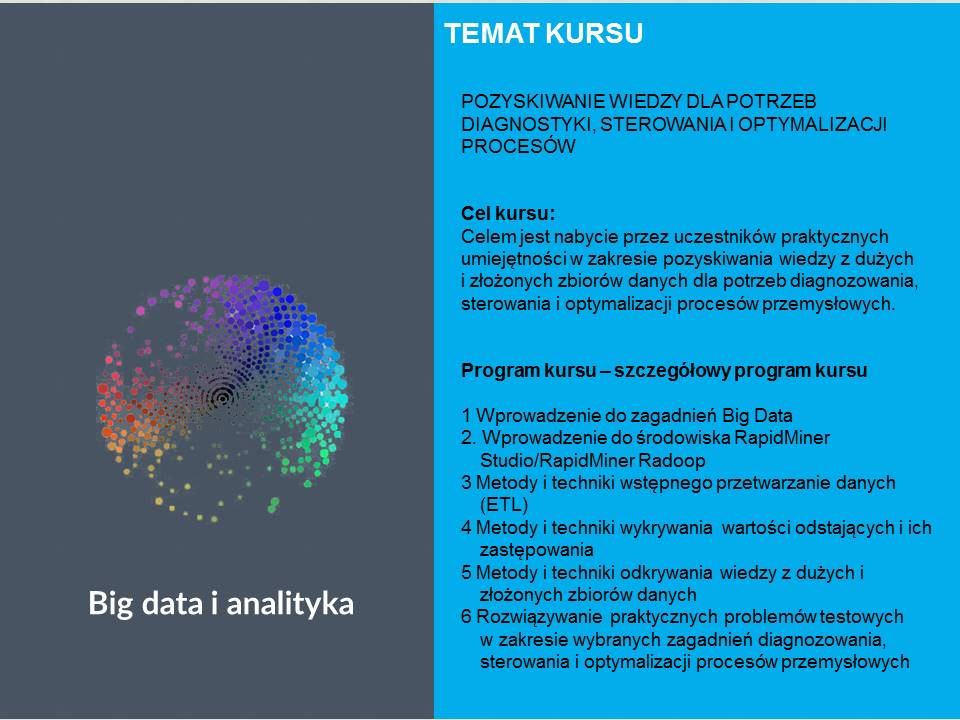 TEMAT KURSU
POZYSKIWANIE WIEDZY DLA POTRZEB
DIAGNOSTYKI, STEROWANIA I OPTYMALIZACJI
PROCESÓW
Cel kursu:
Celem jest nabycie przez uczestników praktycznych
umiejętności w zakresie pozyskiwania wiedzy z dużych
i złożonych zbiorów danych dla potrzeb diagnozowania,
sterowania i optymalizacji procesów przemysłowych.
Program kursu – szczegółowy program kursu
1 Wprowadzenie do zagadnień Big Data
2. Wprowadzenie do środowiska RapidMiner
Studio/RapidMiner Radoop
3 Metody i techniki wstępnego przetwarzanie danych
(ETL)
4 Metody i techniki wykrywania wartości odstających i ich
zastępowania
5 Metody i techniki odkrywania wiedzy z dużych i
złożonych zbiorów danych
6 Rozwiązywanie praktycznych problemów testowych
w zakresie wybranych zagadnień diagnozowania,
sterowania i optymalizacji procesów przemysłowych
Big data i analityka